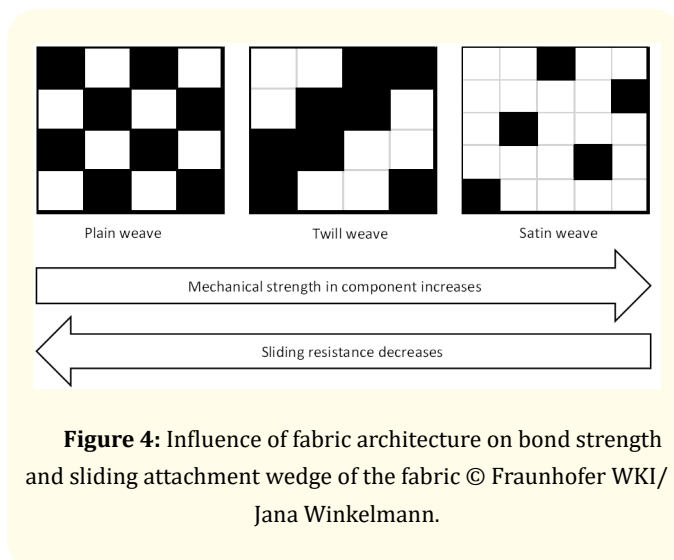 Plain weave
Twill weave
Satin weave
Mechanical strength in component increases
Sliding resistance decreases
Figure 4: Influence of fabric architecture on bond strength
and sliding attachment wedge of the fabric © Fraunhofer WKI/
Jana Winkelmann.